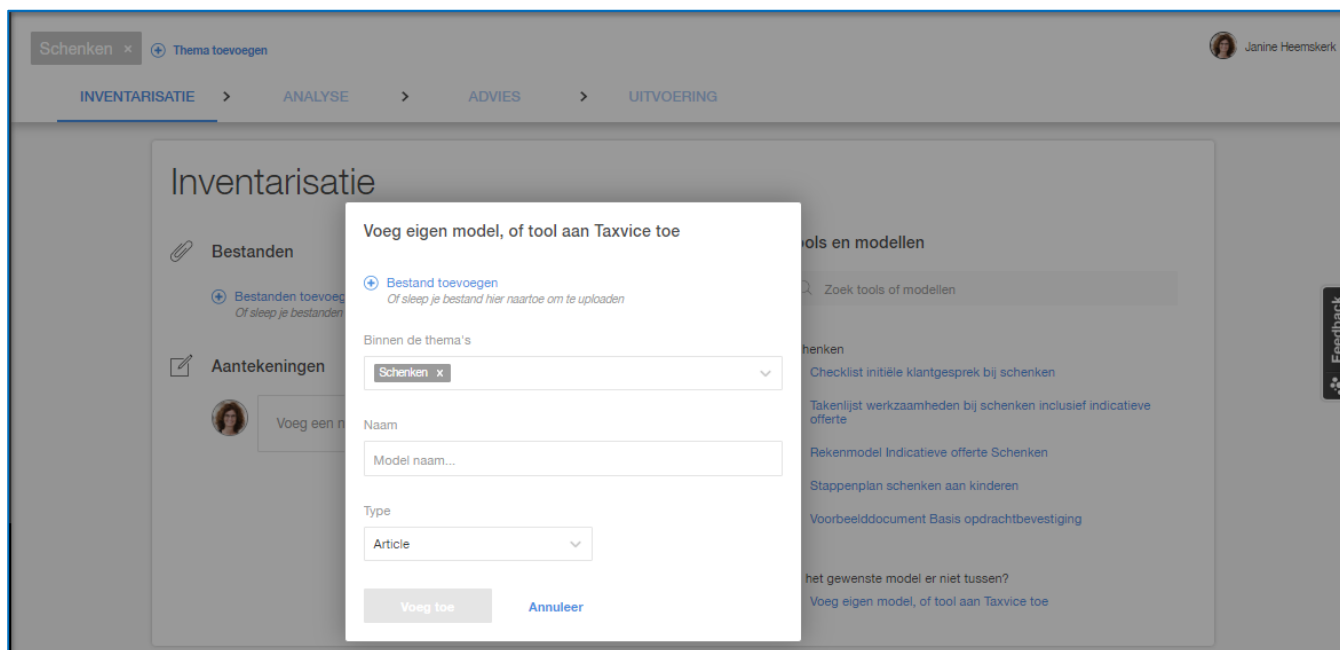 Schenken ×
Thema toevoegen
Janine Heemskerk
INVENTARISATIE > ANALYSE > ADVIES > UITVOERING
Inventarisatie
Bestanden
Bestanden toevoeg
Of sleep je bestanden
Aantekeningen
Voeg een n
Voeg eigen model, of tool aan Taxvice toe
Bestand toevoegen
Of sleep je bestand hier naartoe om te uploaden
Binnen de thema's
Schenken x
Naam
Model naam...
Type
Article
Voeg toe
Annuleer
ols en modellen
Zoek tools of modellen
henken
Checklist initiële klantgesprek bij schenken
Takenlijst werkzaamheden bij schenken inclusief indicatieve
offerte
Rekenmodel Indicatieve offerte Schenken
Stappenplan schenken aan kinderen
Voorbeelddocument Basis opdrachtbevestiging
het gewenste model er niet tussen?
Voeg eigen model, of tool aan Taxvice toe
Feedback